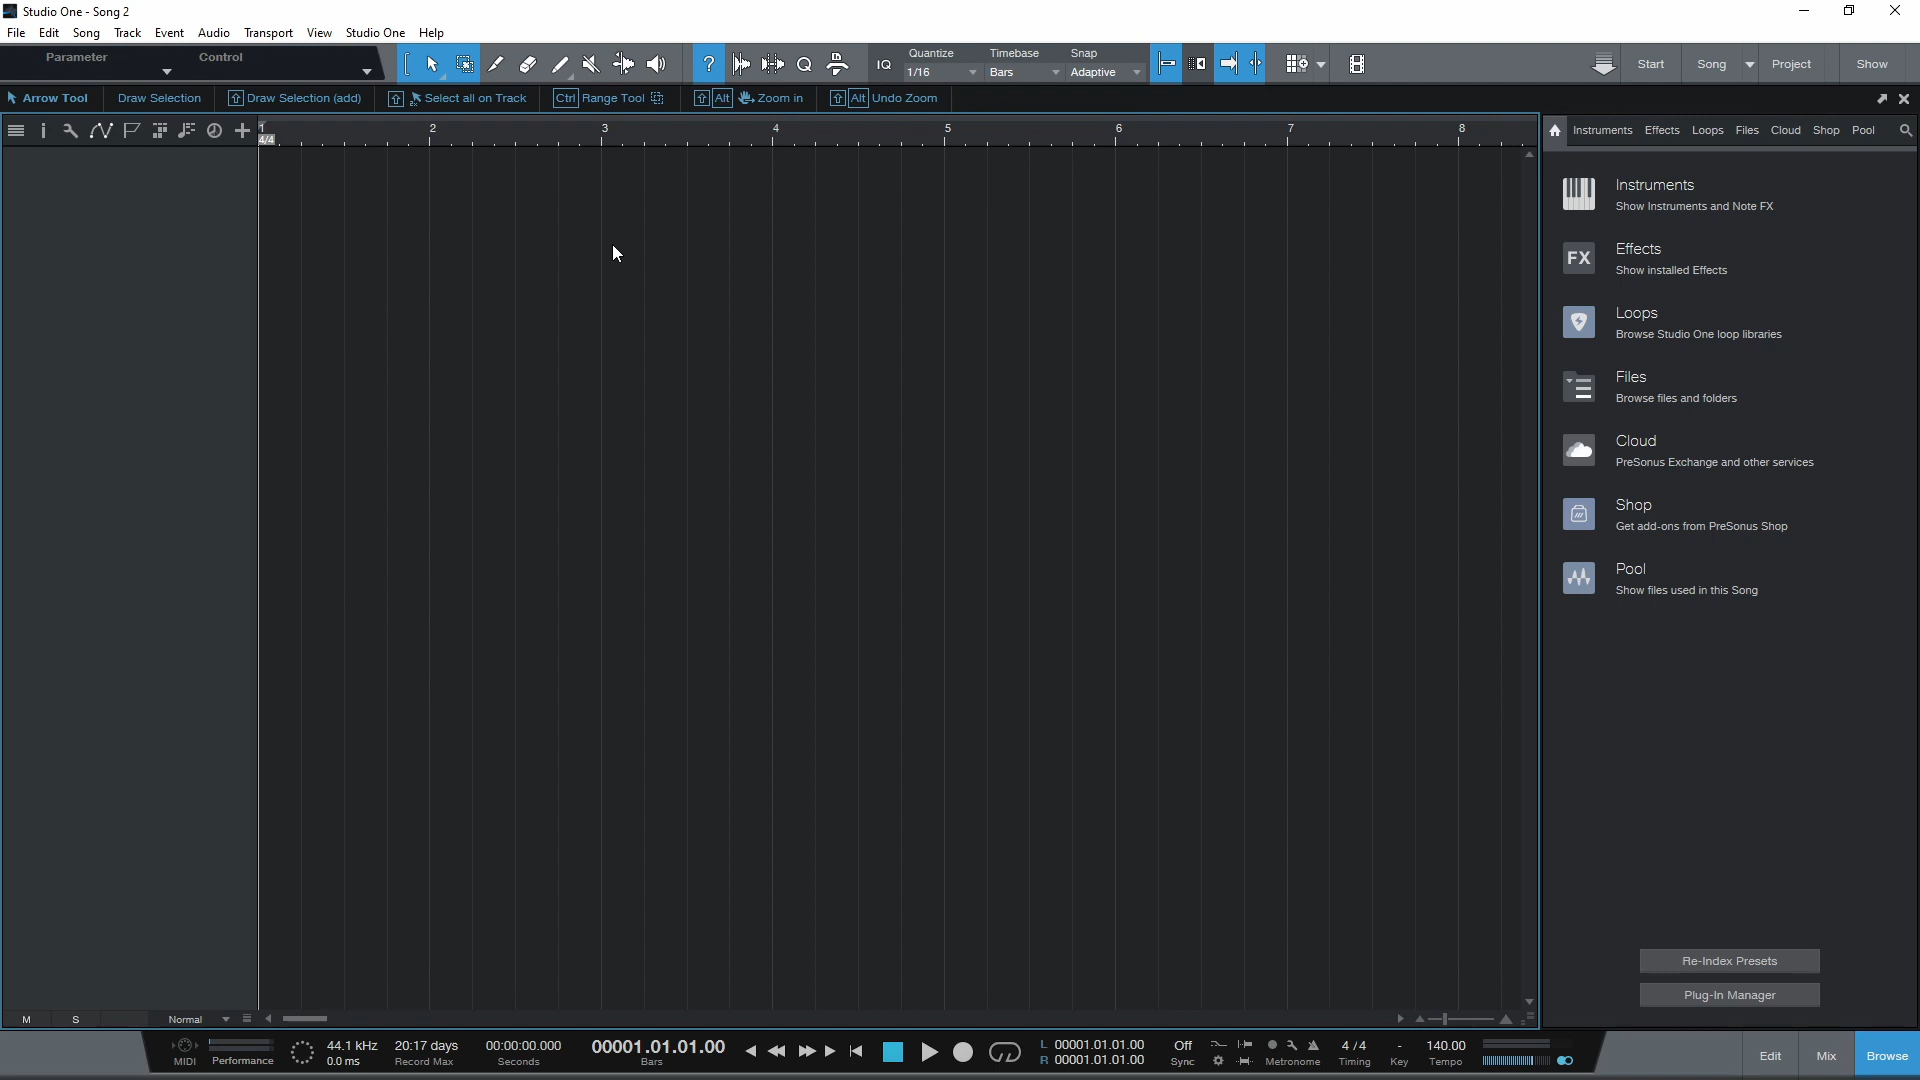 Studio One - Song 2
File Edit Song Track Event Audio Transport View Studio One Help
Parameter Control
IQ
Quantize Timebase Snap
1/16 Bars Adaptive
Start Song Project Show
Arrow Tool Draw Selection Draw Selection (add) Select all on Track Ctrl Range Tool Alt Zoom in Alt Undo Zoom
1 2 3 4 5 6 7 8
4/4
Instruments Effects Loops Files Cloud Shop Pool
Instruments
Show Instruments and Note FX
FX
Effects
Show installed Effects
Loops
Browse Studio One loop libraries
Files
Browse files and folders
Cloud
PreSonus Exchange and other services
Shop
Get add-ons from PreSonus Shop
Pool
Show files used in this Song
Re-Index Presets
Plug-In Manager
M S Normal
MIDI Performance
44.1 kHz
0.0 ms
20:17 days
Record Max
00:00:00.000
Seconds
00001.01.01.00
Bars
L 00001.01.01.00
R 00001.01.01.00
Off
Sync
Metronome
4 / 4
Timing
-
Key
140.00
Tempo
Edit Mix Browse